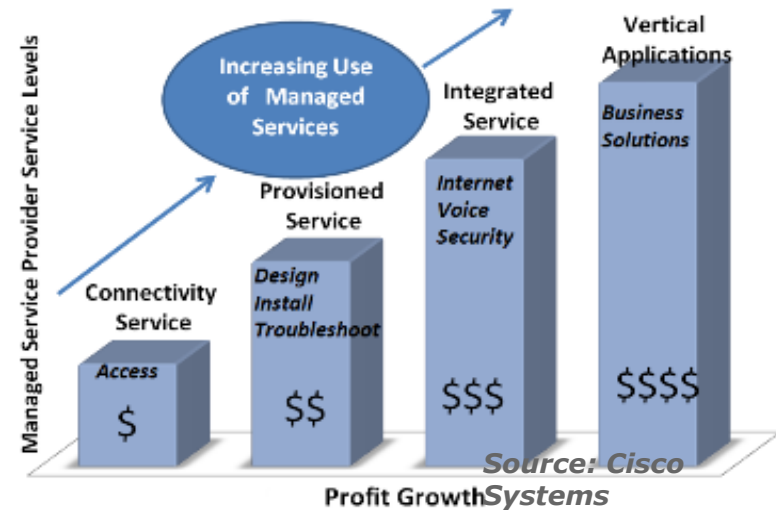 Managed Service Provider Service Levels
Increasing Use
of Managed
Services
Connectivity
Service
Access
$
Provisioned
Service
Design
Install
Troubleshoot
$$
Integrated
Service
Internet
Voice
Security
$$$
Vertical
Applications
Business
Solutions
$$$$
Profit Growth
Source: Cisco
Systems